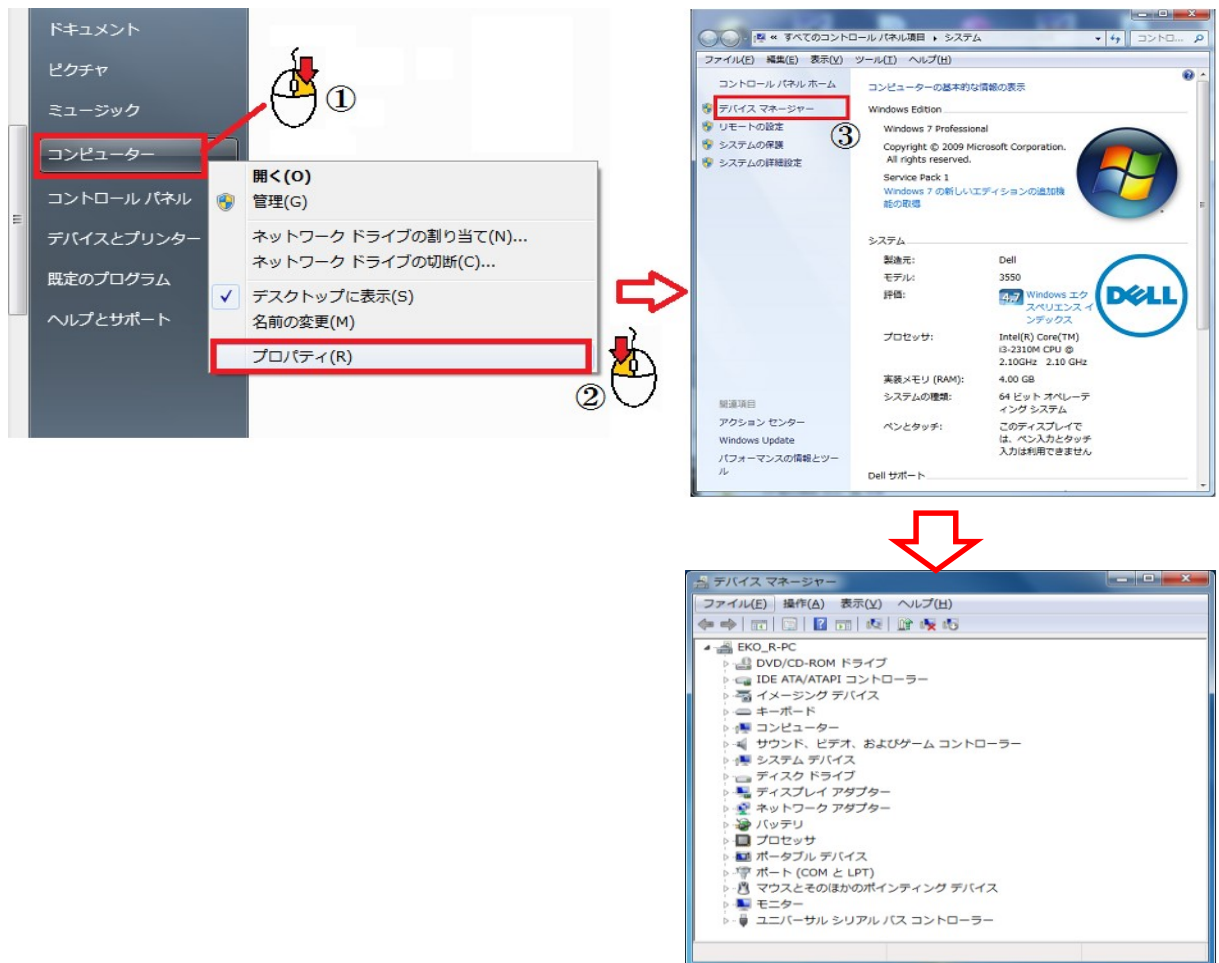 ドキュメント
ピクチャ
ミュージック
コンピューター
コントロール パネル
デバイスとプリンター
既定のプログラム
ヘルプとサポート
①
開く(O)
管理(G)
ネットワーク ドライブの割り当て(N)...
ネットワーク ドライブの切断(C)...
デスクトップに表示(S)
名前の変更(M)
プロパティ(R)
②
« すべてのコントロール パネル項目 ▸ システム
コントロ...
ファイル(F) 編集(E) 表示(V) ツール(T) ヘルプ(H)
コントロール パネル ホーム
デバイス マネージャー
③
リモートの設定
システムの保護
システムの詳細設定
関連項目
アクション センター
Windows Update
パフォーマンスの情報とツー
ル
コンピューターの基本的な情報の表示
Windows Edition
Windows 7 Professional
Copyright © 2009 Microsoft Corporation.
All rights reserved.
Service Pack 1
Windows 7 の新しいエディションの追加機
能の取得
システム
製造元: Dell
モデル: 3550
評価: 4.7 Windows エク
スペリエンス イ
ンデックス
DELL
プロセッサ: Intel(R) Core(TM)
i3-2310M CPU @
2.10GHz 2.10 GHz
実装メモリ (RAM): 4.00 GB
システムの種類: 64 ビット オペレーテ
ィング システム
ペンとタッチ: このディスプレイで
は、ペン入力とタッチ
入力は利用できません
Dell サポート
デバイス マネージャー
ファイル(F) 操作(A) 表示(V) ヘルプ(H)
EKO_R-PC
DVD/CD-ROM ドライブ
IDE ATA/ATAPI コントローラー
イメージング デバイス
キーボード
コンピューター
サウンド、ビデオ、およびゲーム コントローラー
システム デバイス
ディスク ドライブ
ディスプレイ アダプター
ネットワーク アダプター
バッテリ
プロセッサ
ポータブル デバイス
ポート (COM と LPT)
マウスとそのほかのポインティング デバイス
モニター
ユニバーサル シリアル バス コントローラー